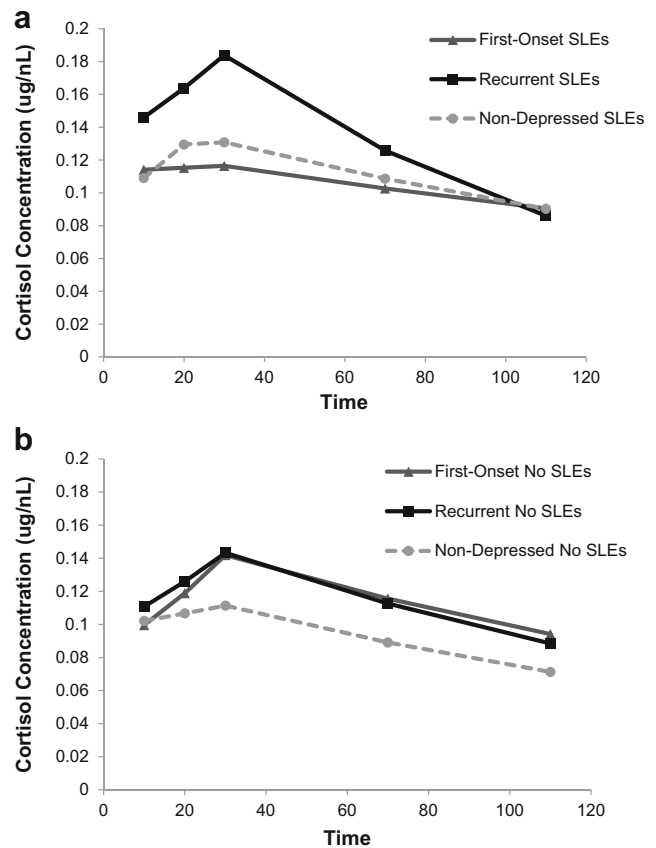 a
0.2
0.18
0.16
0.14
0.12
0.1
0.08
0.06
0.04
0.02
0
Cortisol Concentration (ug/nL)
First-Onset SLEs
Recurrent SLEs
Non-Depressed SLEs
0 20 40 60 80 100 120
Time
b
0.2
0.18
0.16
0.14
0.12
0.1
0.08
0.06
0.04
0.02
0
Cortisol Concentration (ug/nL)
First-Onset No SLEs
Recurrent No SLEs
Non-Depressed No SLEs
0 20 40 60 80 100 120
Time